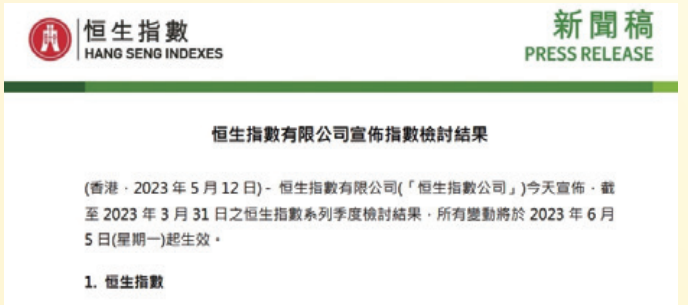 恒生指數
HANG SENG INDEXES
新聞稿
PRESS RELEASE
恒生指數有限公司宣佈指數檢討結果
(香港，2023 年 5 月 12 日) - 恒生指數有限公司(「恒生指數公司」)今天宣佈，截
至 2023 年 3 月 31 日之恒生指數系列季度檢討結果，所有變動將於 2023 年 6 月
5 日(星期一)起生效。
1. 恒生指數